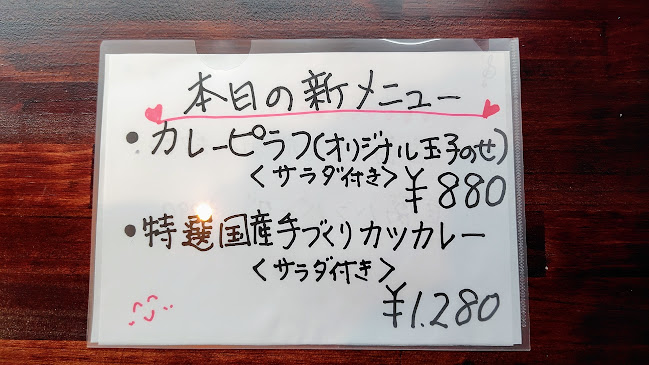 本日の新メニュー
・カレーピラフ(オリジナル玉子のせ)
<サラダ付き>¥880
・特選国産手づくりカツカレー
<サラダ付き>
¥1.280